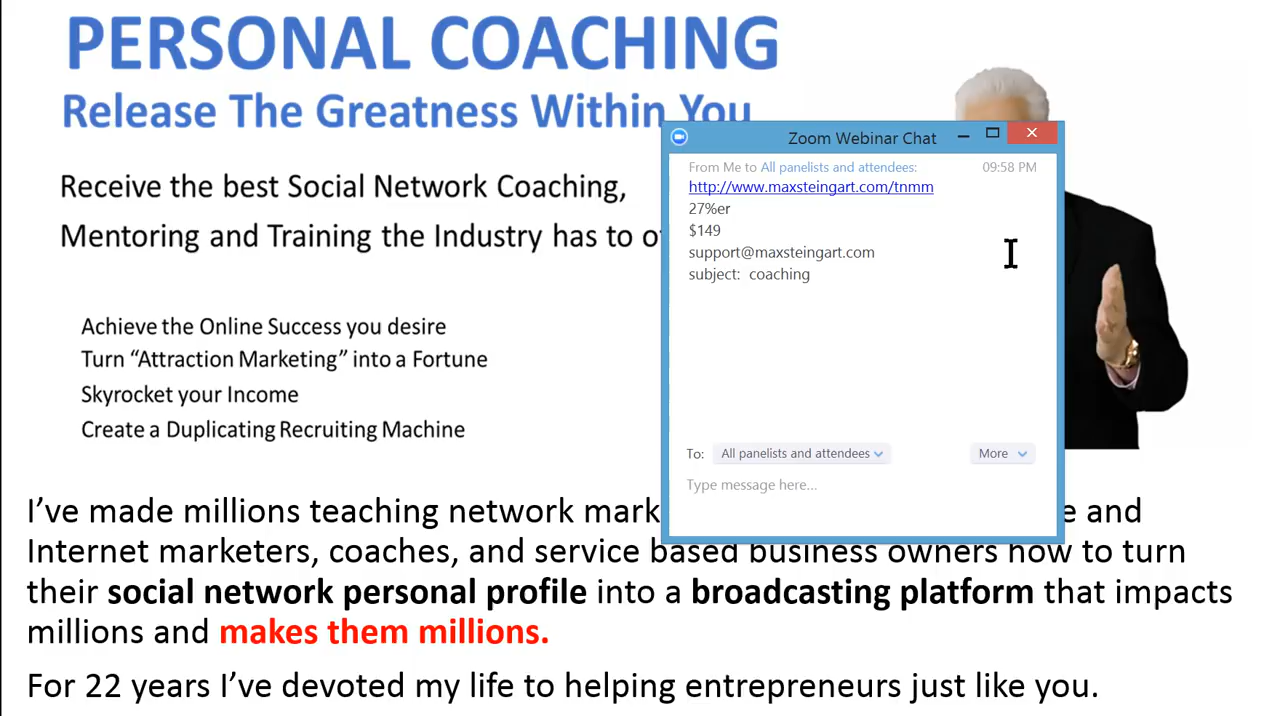 PERSONAL COACHING
Release The Greatness Within You
Receive the best Social Network Coaching,
Mentoring and Training the Industry has to
Achieve the Online Success you desire
Turn “Attraction Marketing” into a Fortune
Skyrocket your Income
Create a Duplicating Recruiting Machine
Zoom Webinar Chat
From Me to All panelists and attendees: 09:58 PM
http://www.maxsteingart.com/tnmm
27%er
$149
support@maxsteingart.com
subject: coaching
To: All panelists and attendees More
Type message here...
I’ve made millions teaching network and
Internet marketers, coaches, and service based business owners how to turn
their social network personal profile into a broadcasting platform that impacts
millions and makes them millions.
For 22 years I’ve devoted my life to helping entrepreneurs just like you.